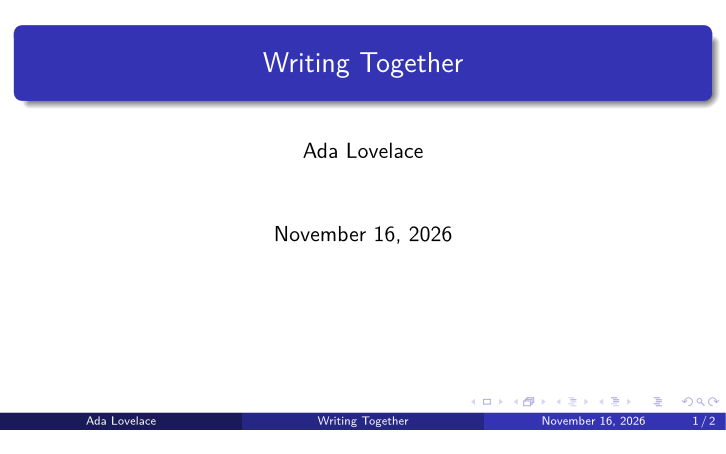 Writing Together
Ada Lovelace
November 16, 2026
Ada Lovelace Writing Together November 16, 2026 1 / 2